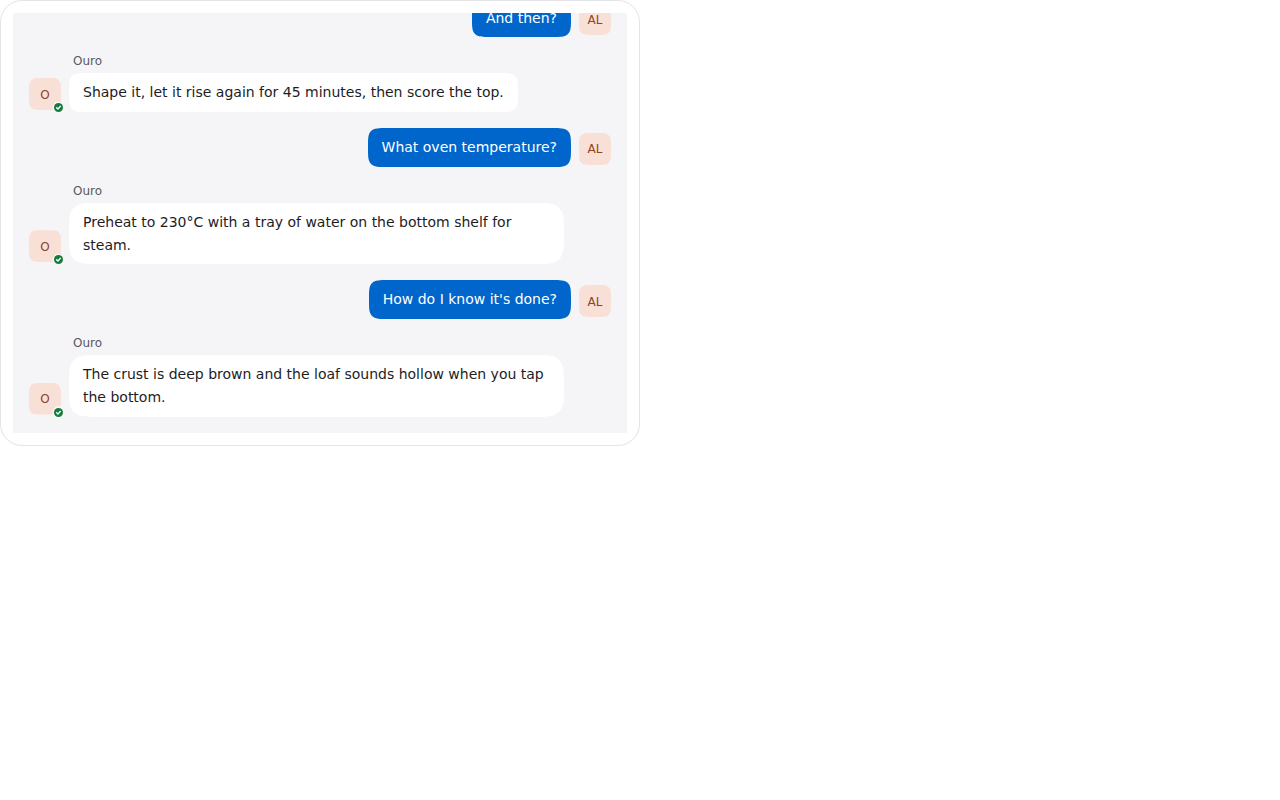 And then?
AL
Ouro
O
Shape it, let it rise again for 45 minutes, then score the top.
What oven temperature?
AL
Ouro
O
Preheat to 230°C with a tray of water on the bottom shelf for
steam.
How do I know it's done?
AL
Ouro
O
The crust is deep brown and the loaf sounds hollow when you tap
the bottom.